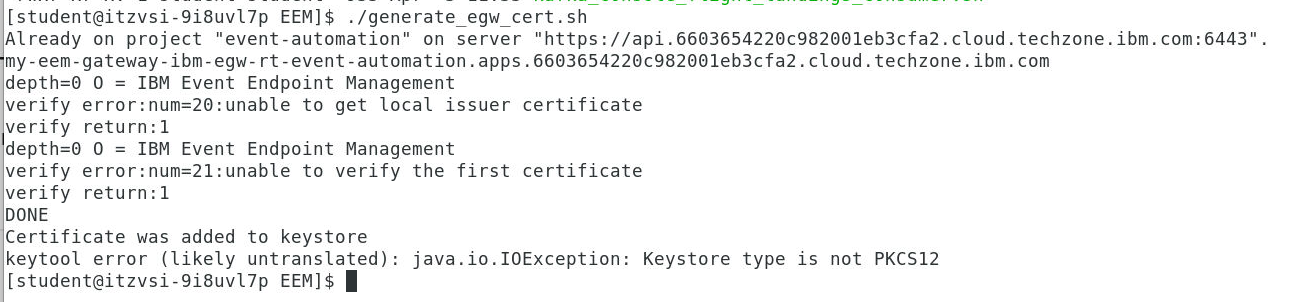 [student@itzvsi-9i8uvl7p EEM]$ ./generate_egw_cert.sh
Already on project "event-automation" on server "https://api.6603654220c982001eb3cfa2.cloud.techzone.ibm.com:6443".
my-eem-gateway-ibm-egw-rt-event-automation.apps.6603654220c982001eb3cfa2.cloud.techzone.ibm.com
depth=0 O = IBM Event Endpoint Management
verify error:num=20:unable to get local issuer certificate
verify return:1
depth=0 O = IBM Event Endpoint Management
verify error:num=21:unable to verify the first certificate
verify return:1
DONE
Certificate was added to keystore
keytool error (likely untranslated): java.io.IOException: Keystore type is not PKCS12
[student@itzvsi-9i8uvl7p EEM]$